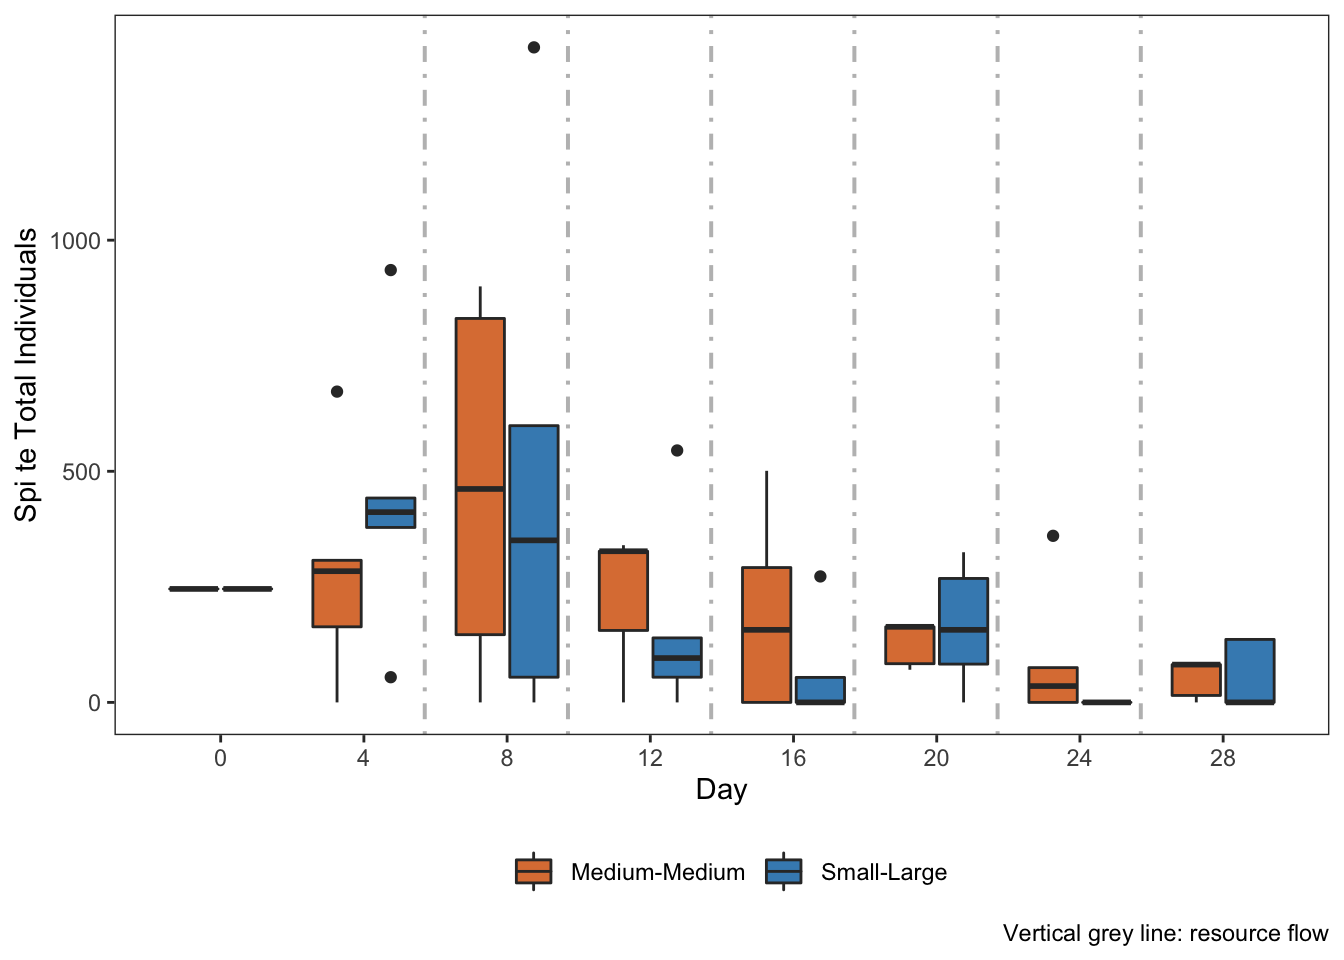 Spi te Total Individuals
1000
500
0
0 4 8 12 16 20 24 28
Day
Medium-Medium Small-Large
Vertical grey line: resource flow